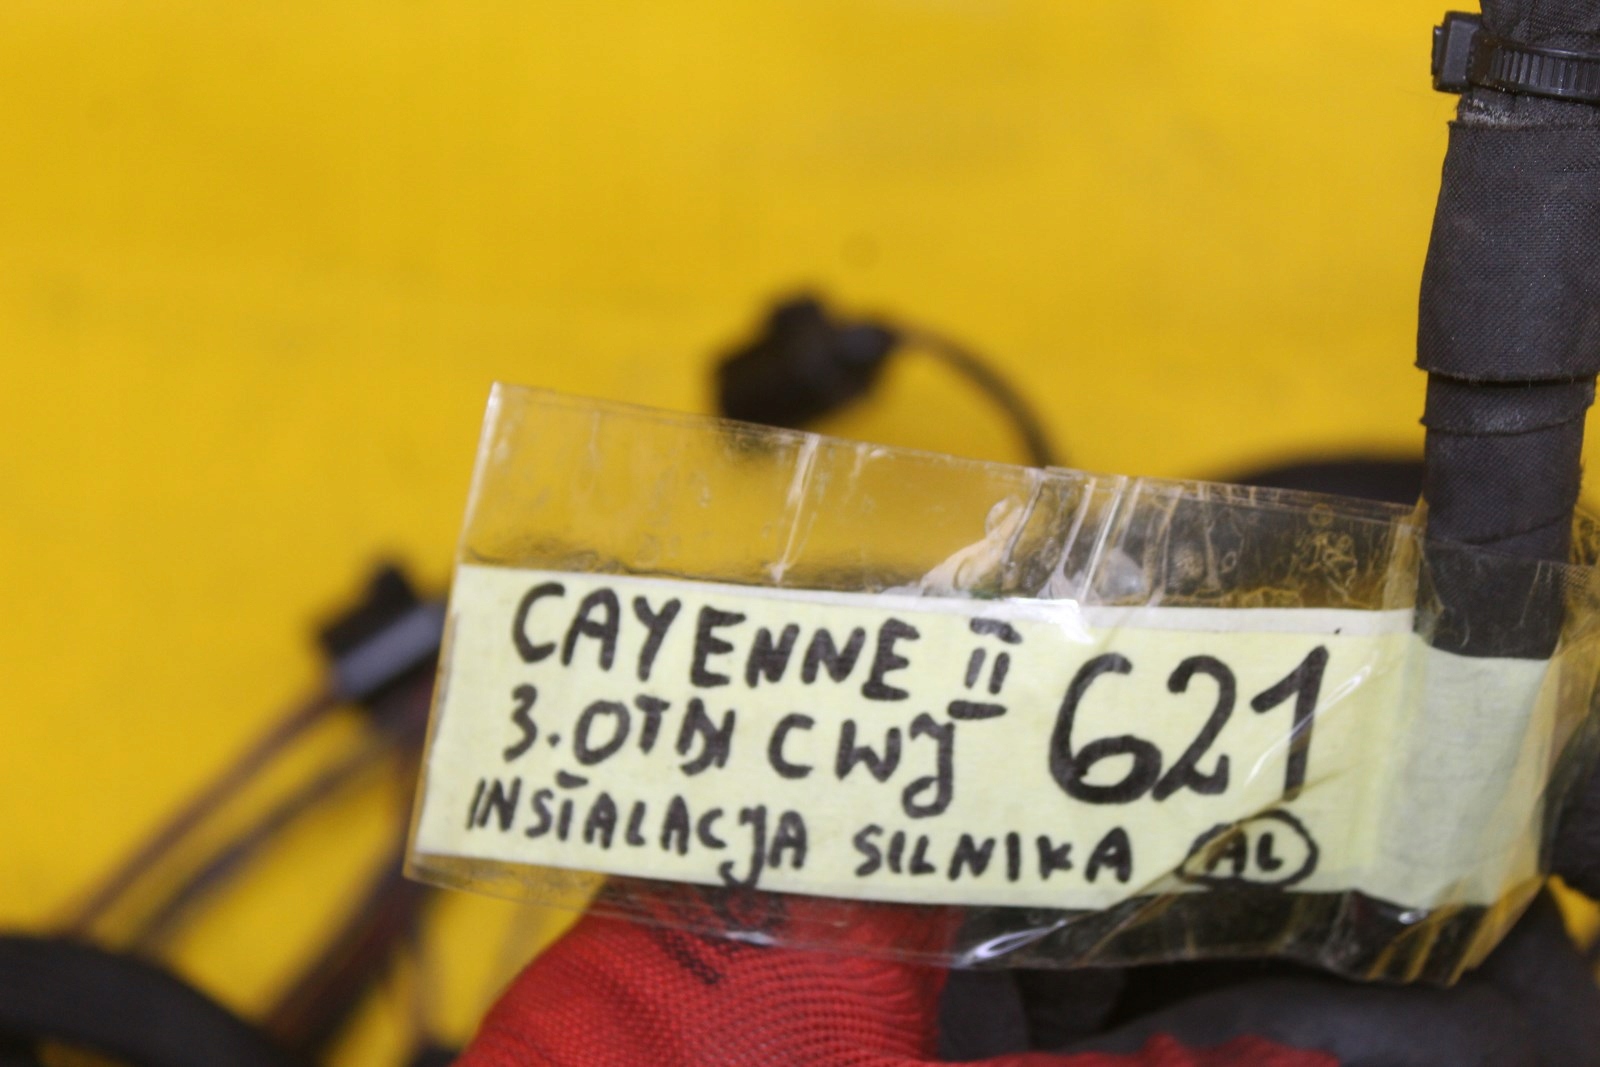 CAYENNE II 621
3.0TDI CWJ
INSTALACJA SILNIKA AL